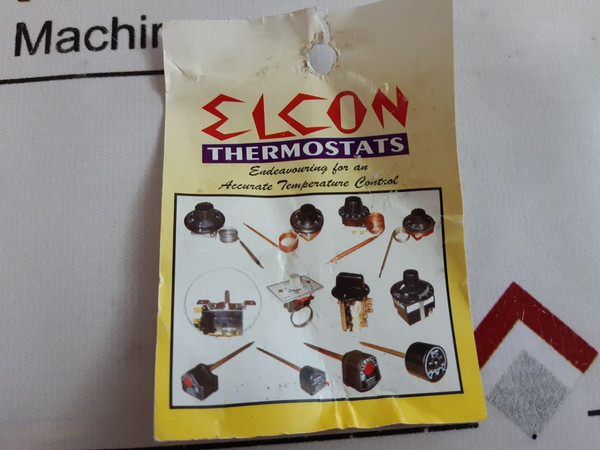 Machin
ELCON
THERMOSTATS
Endeavouring for an
Accurate Temperature Control